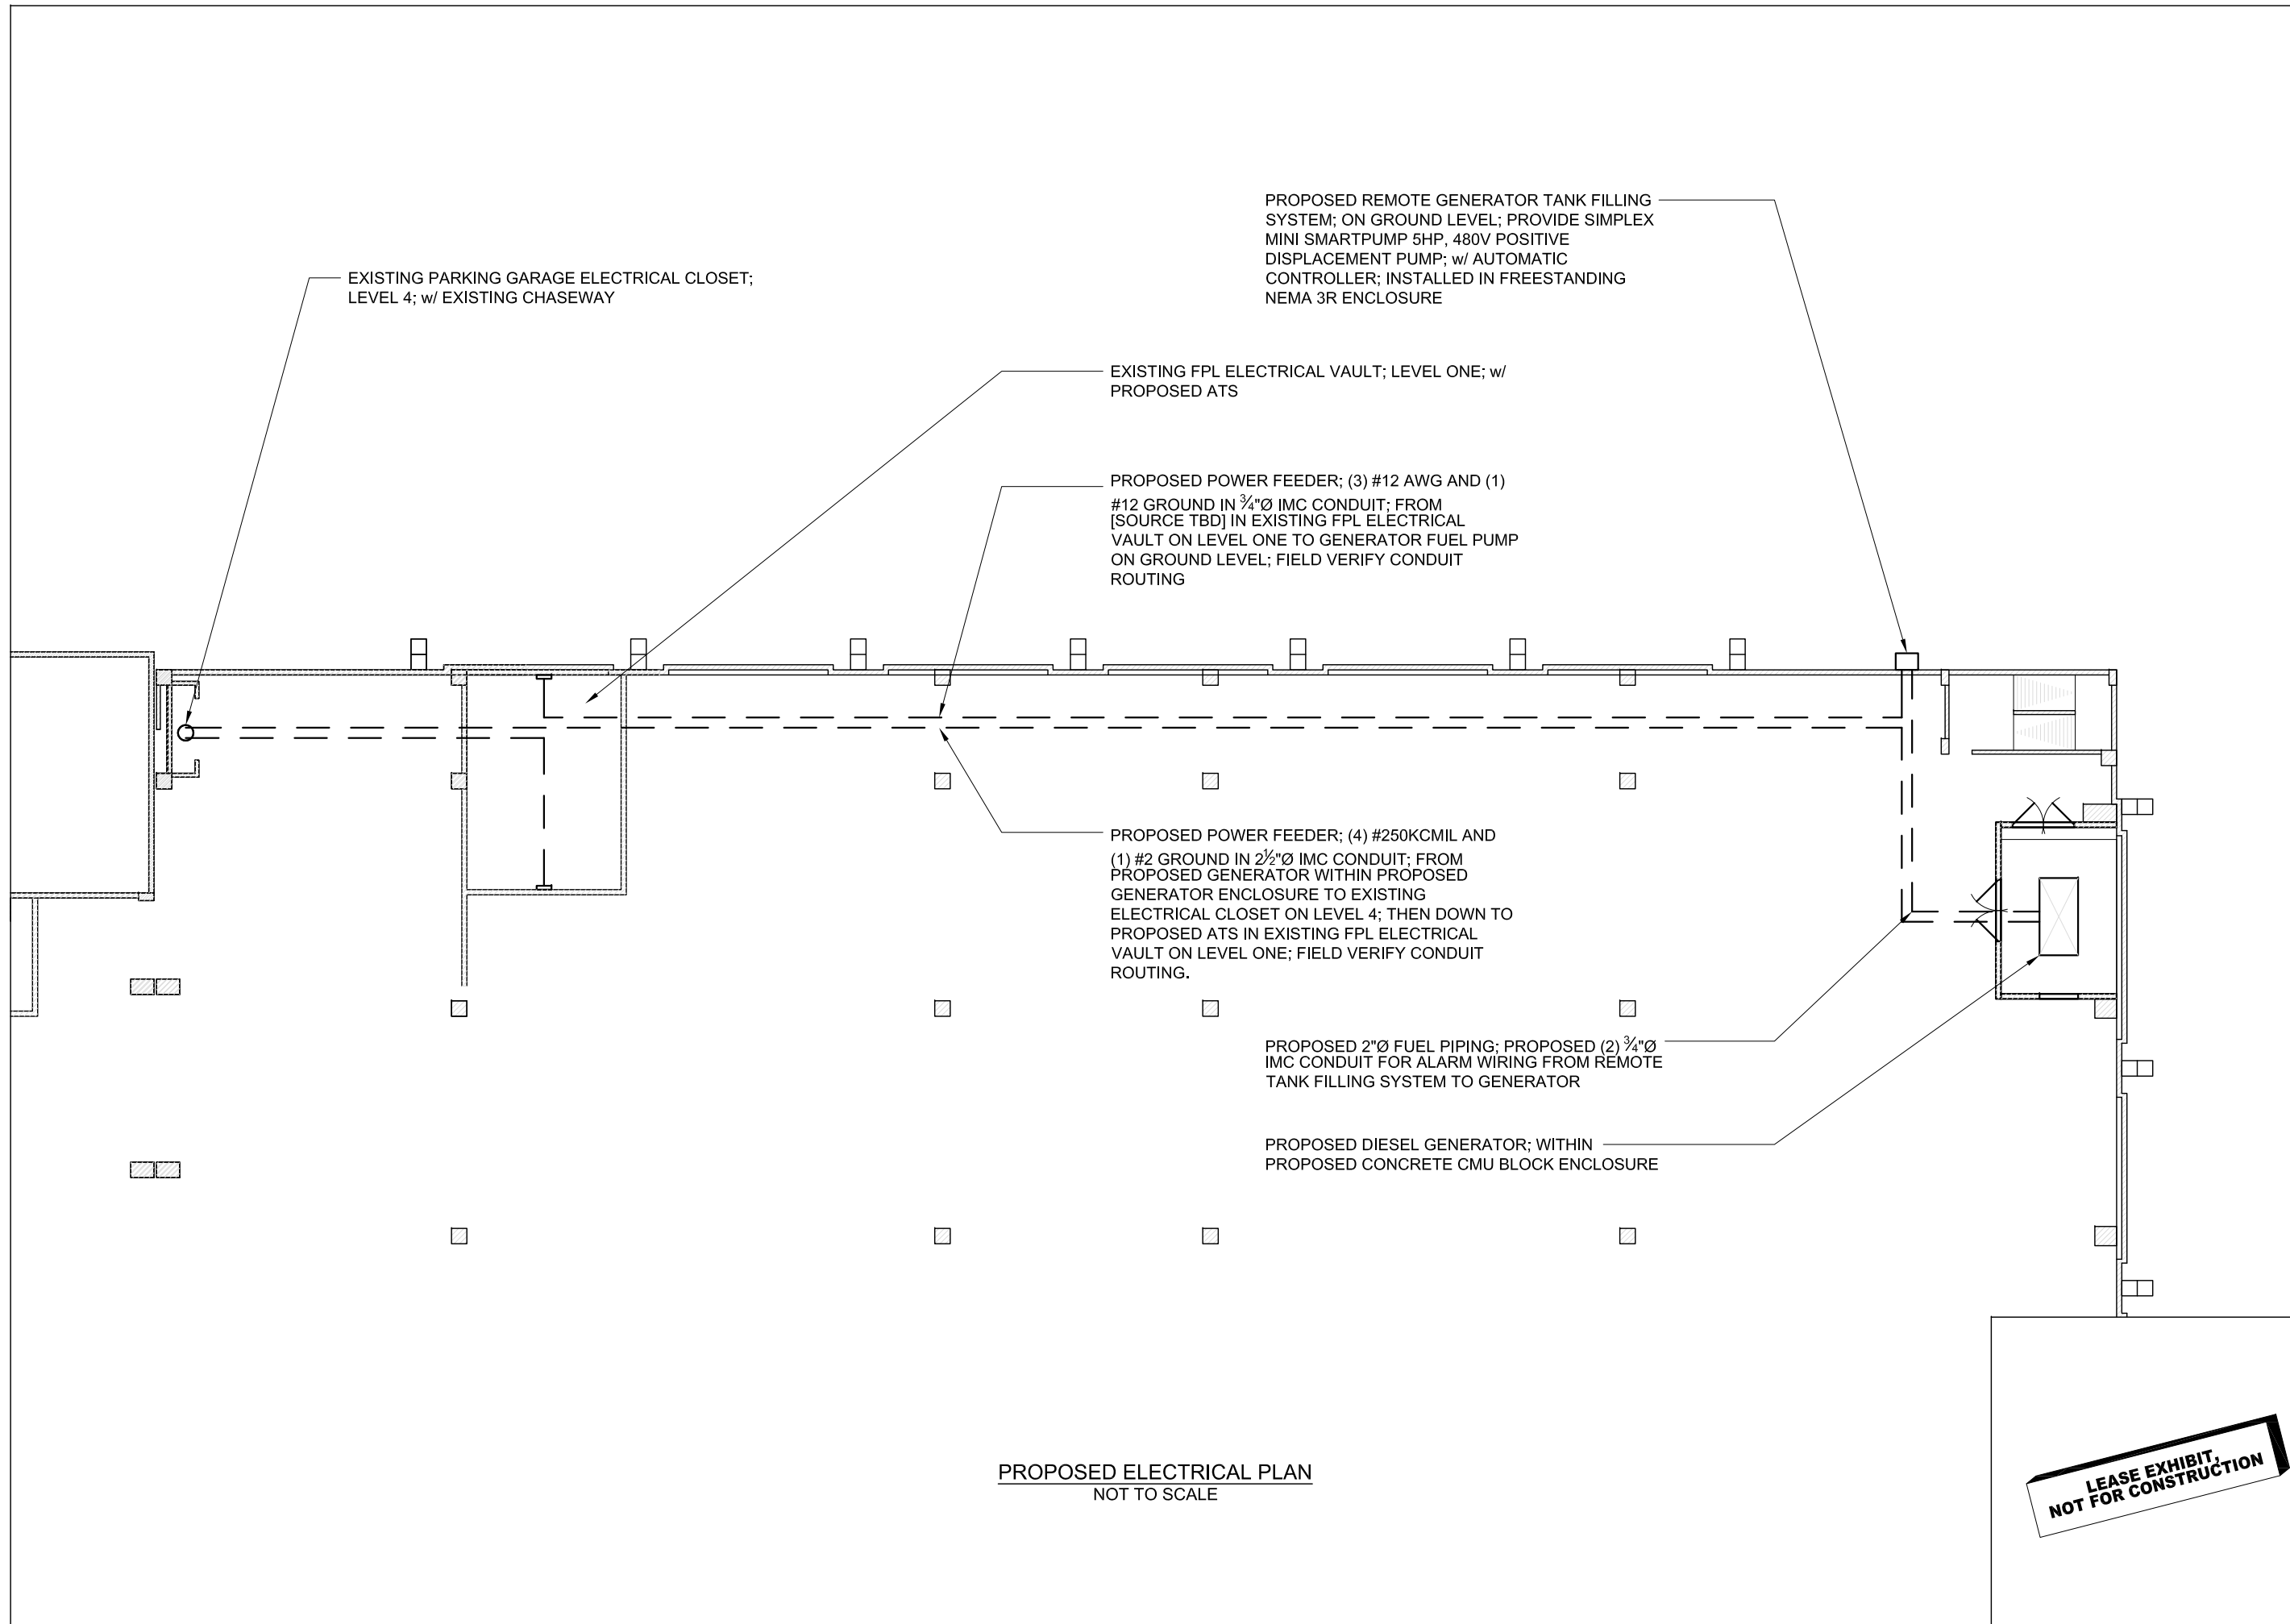 PROPOSED REMOTE GENERATOR TANK FILLING
SYSTEM; ON GROUND LEVEL; PROVIDE SIMPLEX
MINI SMARTPUMP 5HP, 480V POSITIVE
DISPLACEMENT PUMP; w/ AUTOMATIC
CONTROLLER; INSTALLED IN FREESTANDING
NEMA 3R ENCLOSURE
EXISTING PARKING GARAGE ELECTRICAL CLOSET;
LEVEL 4; w/ EXISTING CHASEWAY
EXISTING FPL ELECTRICAL VAULT; LEVEL ONE; w/
PROPOSED ATS
PROPOSED POWER FEEDER; (3) #12 AWG AND (1)
#12 GROUND IN ¾"Ø IMC CONDUIT; FROM
[SOURCE TBD] IN EXISTING FPL ELECTRICAL
VAULT ON LEVEL ONE TO GENERATOR FUEL PUMP
ON GROUND LEVEL; FIELD VERIFY CONDUIT
ROUTING
PROPOSED POWER FEEDER; (4) #250KCMIL AND
(1) #2 GROUND IN 2½"Ø IMC CONDUIT; FROM
PROPOSED GENERATOR WITHIN PROPOSED
GENERATOR ENCLOSURE TO EXISTING
ELECTRICAL CLOSET ON LEVEL 4; THEN DOWN TO
PROPOSED ATS IN EXISTING FPL ELECTRICAL
VAULT ON LEVEL ONE; FIELD VERIFY CONDUIT
ROUTING.
PROPOSED 2"Ø FUEL PIPING; PROPOSED (2) ¾"Ø
IMC CONDUIT FOR ALARM WIRING FROM REMOTE
TANK FILLING SYSTEM TO GENERATOR
PROPOSED DIESEL GENERATOR; WITHIN
PROPOSED CONCRETE CMU BLOCK ENCLOSURE
PROPOSED ELECTRICAL PLAN
NOT TO SCALE
LEASE EXHIBIT,
NOT FOR CONSTRUCTION